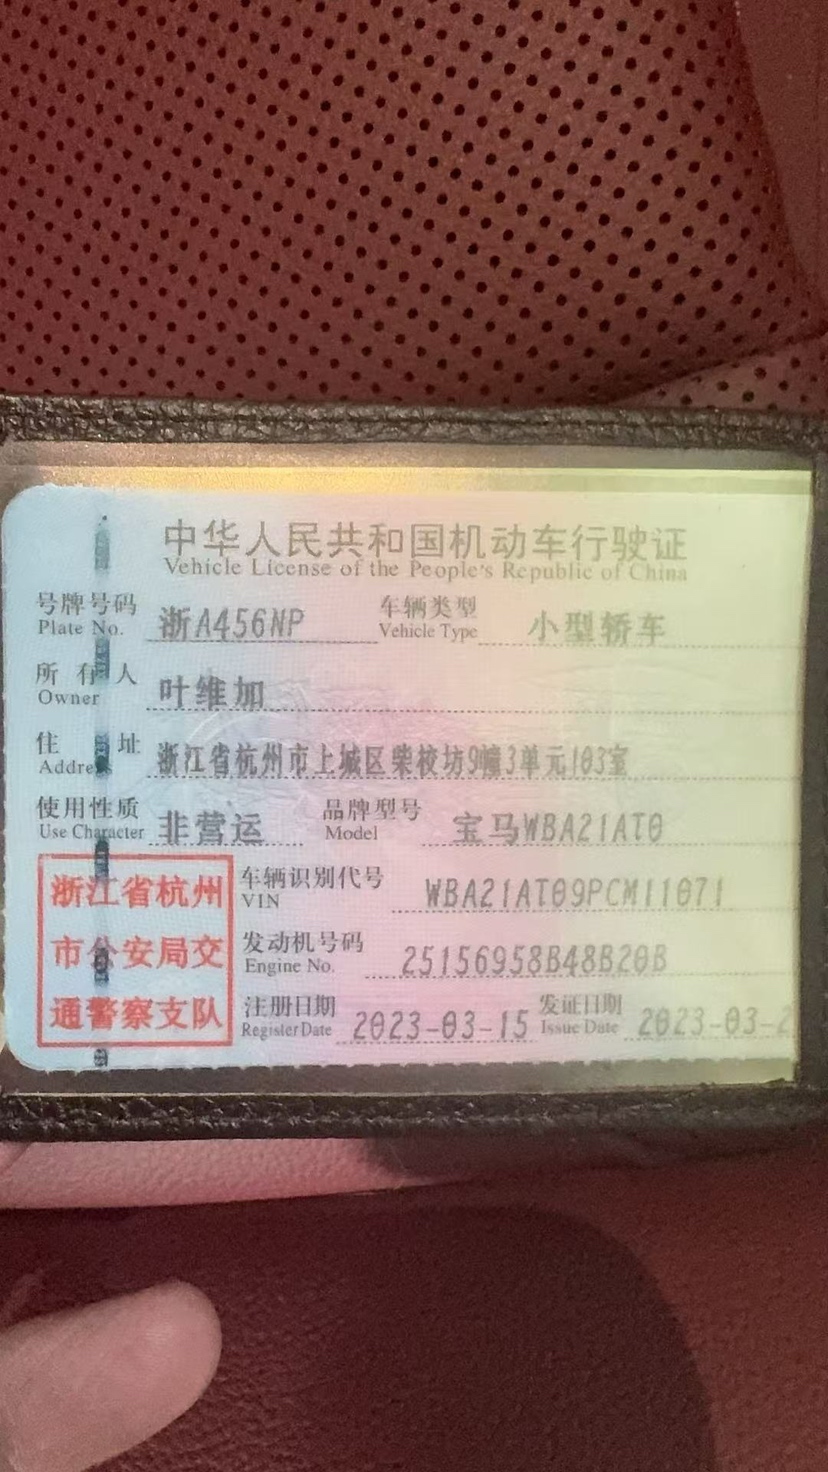 中华人民共和国机动车行驶证
Vehicle License of the People's Republic of China
号牌号码 浙A456NP 车辆类型 小型轿车
Plate No. Vehicle Type
所有人 叶维加
Owner
住址 浙江省杭州市上城区柴校坊9幢3单元103室
Address
使用性质 非营运 品牌型号 宝马WBA21AT0
Use Character Model
浙江省杭州 车辆识别代号 WBA21AT09PCM11071
VIN
市公安局交 发动机号码 25156958B48B20B
Engine No.
通警察支队 注册日期 2023-03-15 发证日期 2023-03-2
Register Date Issue Date